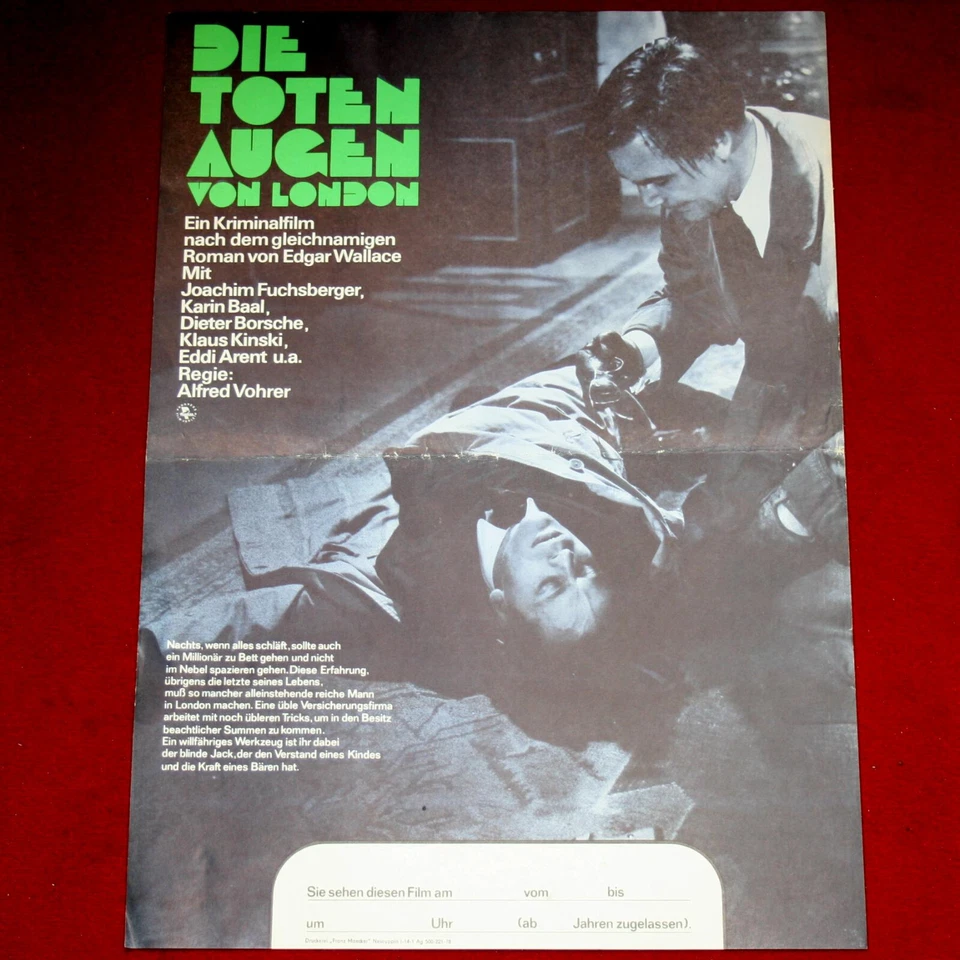 DIE
TOTEN
AUGEN
VON LONDON
Ein Kriminalfilm
nach dem gleichnamigen
Roman von Edgar Wallace
Mit
Joachim Fuchsberger,
Karin Baal,
Dieter Borsche,
Klaus Kinski,
Eddi Arent u.a.
Regie:
Alfred Vohrer
Nachts, wenn alles schläft, sollte auch
ein Millionär zu Bett gehen und nicht
im Nebel spazieren gehen. Diese Erfahrung,
übrigens die letzte seines Lebens,
muß so mancher alleinstehende reiche Mann
in London machen. Eine üble Versicherungsfirma
arbeitet mit noch übleren Tricks, um in den Besitz
beachtlicher Summen zu kommen.
Ein willfähriges Werkzeug ist ihr dabei
der blinde Jack, der den Verstand eines Kindes
und die Kraft eines Bären hat.
Sie sehen diesen Film am vom bis
um Uhr (ab Jahren zugelassen).